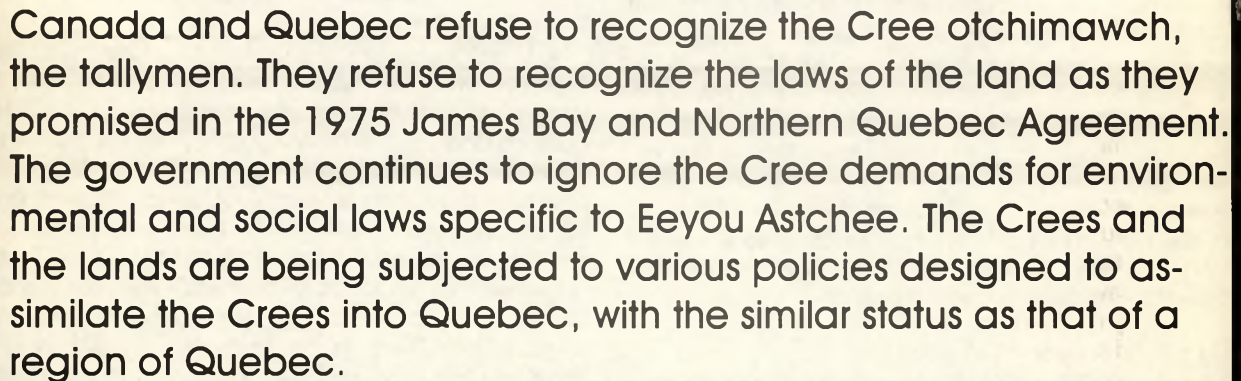 Canada and Quebec refuse to recognize the Cree otchimawch,
the tallymen. They refuse to recognize the laws of the land as they
promised in the 1975 James Bay and Northern Quebec Agreement.
The government continues to ignore the Cree demands for environ-
mental and social laws specific to Eeyou Astchee. The Crees and
the lands are being subjected to various policies designed to as-
similate the Crees into Quebec, with the similar status as that of a
region of Quebec.